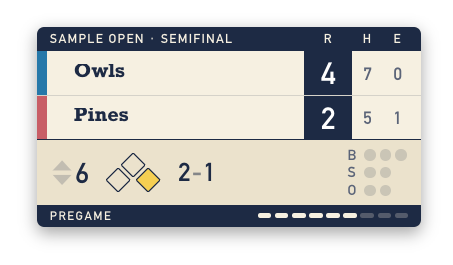 SAMPLE OPEN · SEMIFINAL R H E
Owls 4 7 0
Pines 2 5 1
6 2-1 B
S
O
PREGAME